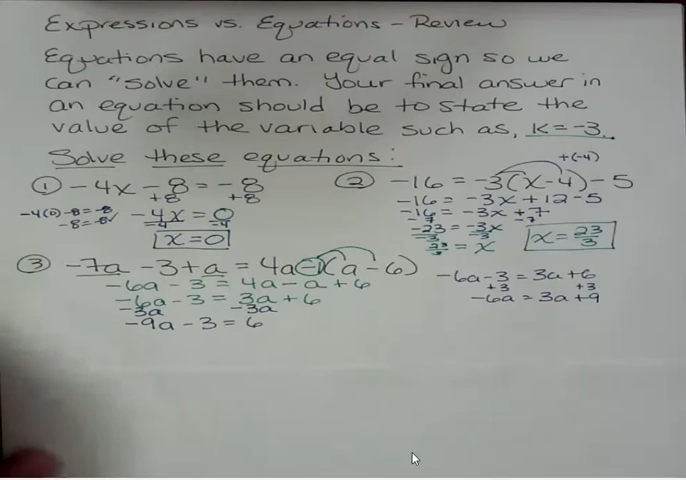 Expressions vs. Equations - Review
Equations have an equal sign so we
can "solve" them. Your final answer in
an equation should be to state the
value of the variable such as, k = -3.
Solve these equations:
① -4x - 8 = -8
+8 +8
-4(0) - 8 = -8
-8 = -8 ✓
-4x = 0
-4 -4
x = 0
② -16 = -3(x - 4) - 5
+(-4)
-16 = -3x + 12 - 5
-16 = -3x + 7
-7 -7
-23 = -3x
-3 -3
23/3 = x
x = 23/3
③ -7a - 3 + a = 4a - (a - 6)
-6a - 3 = 4a - a + 6
-6a - 3 = 3a + 6
-3a -3a
-9a - 3 = 6
-6a - 3 = 3a + 6
+3 +3
-6a = 3a + 9